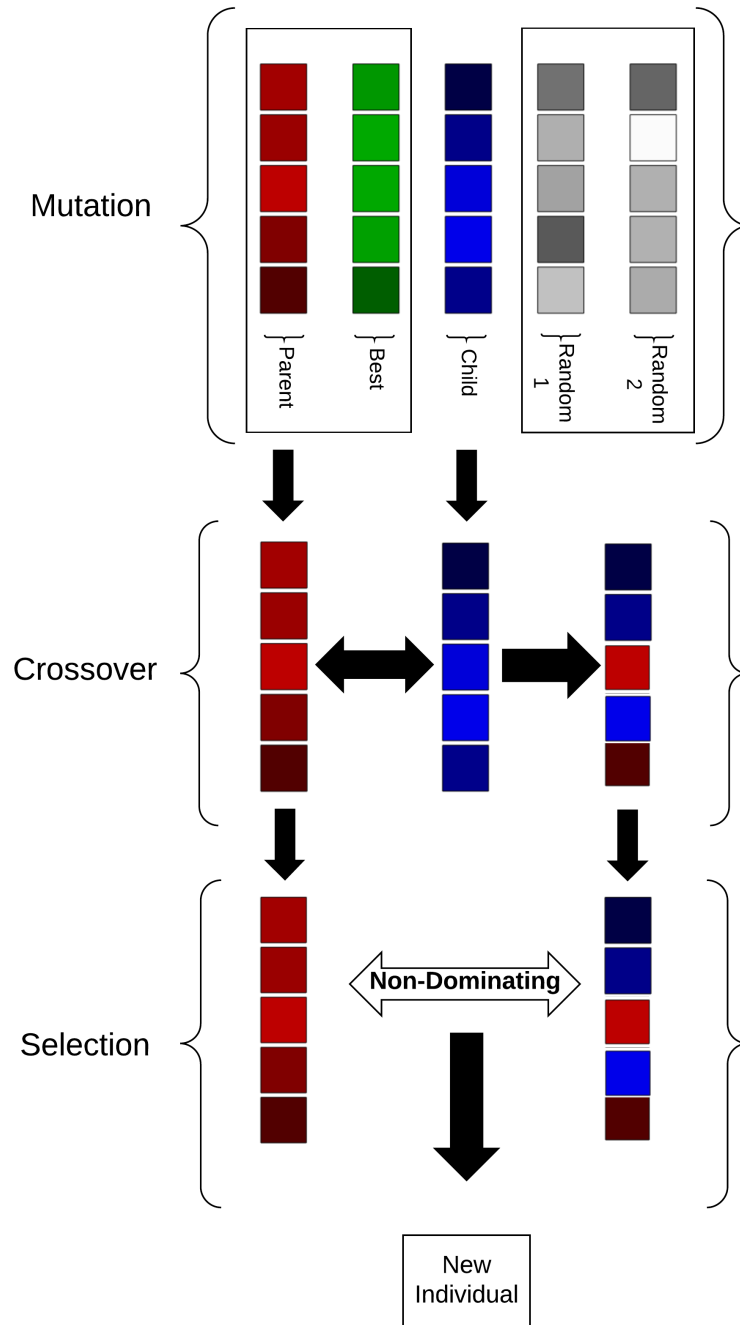 Mutation
Parent
Best
Child
Random
1
Random
2
Crossover
Non-Dominating
Selection
New
Individual